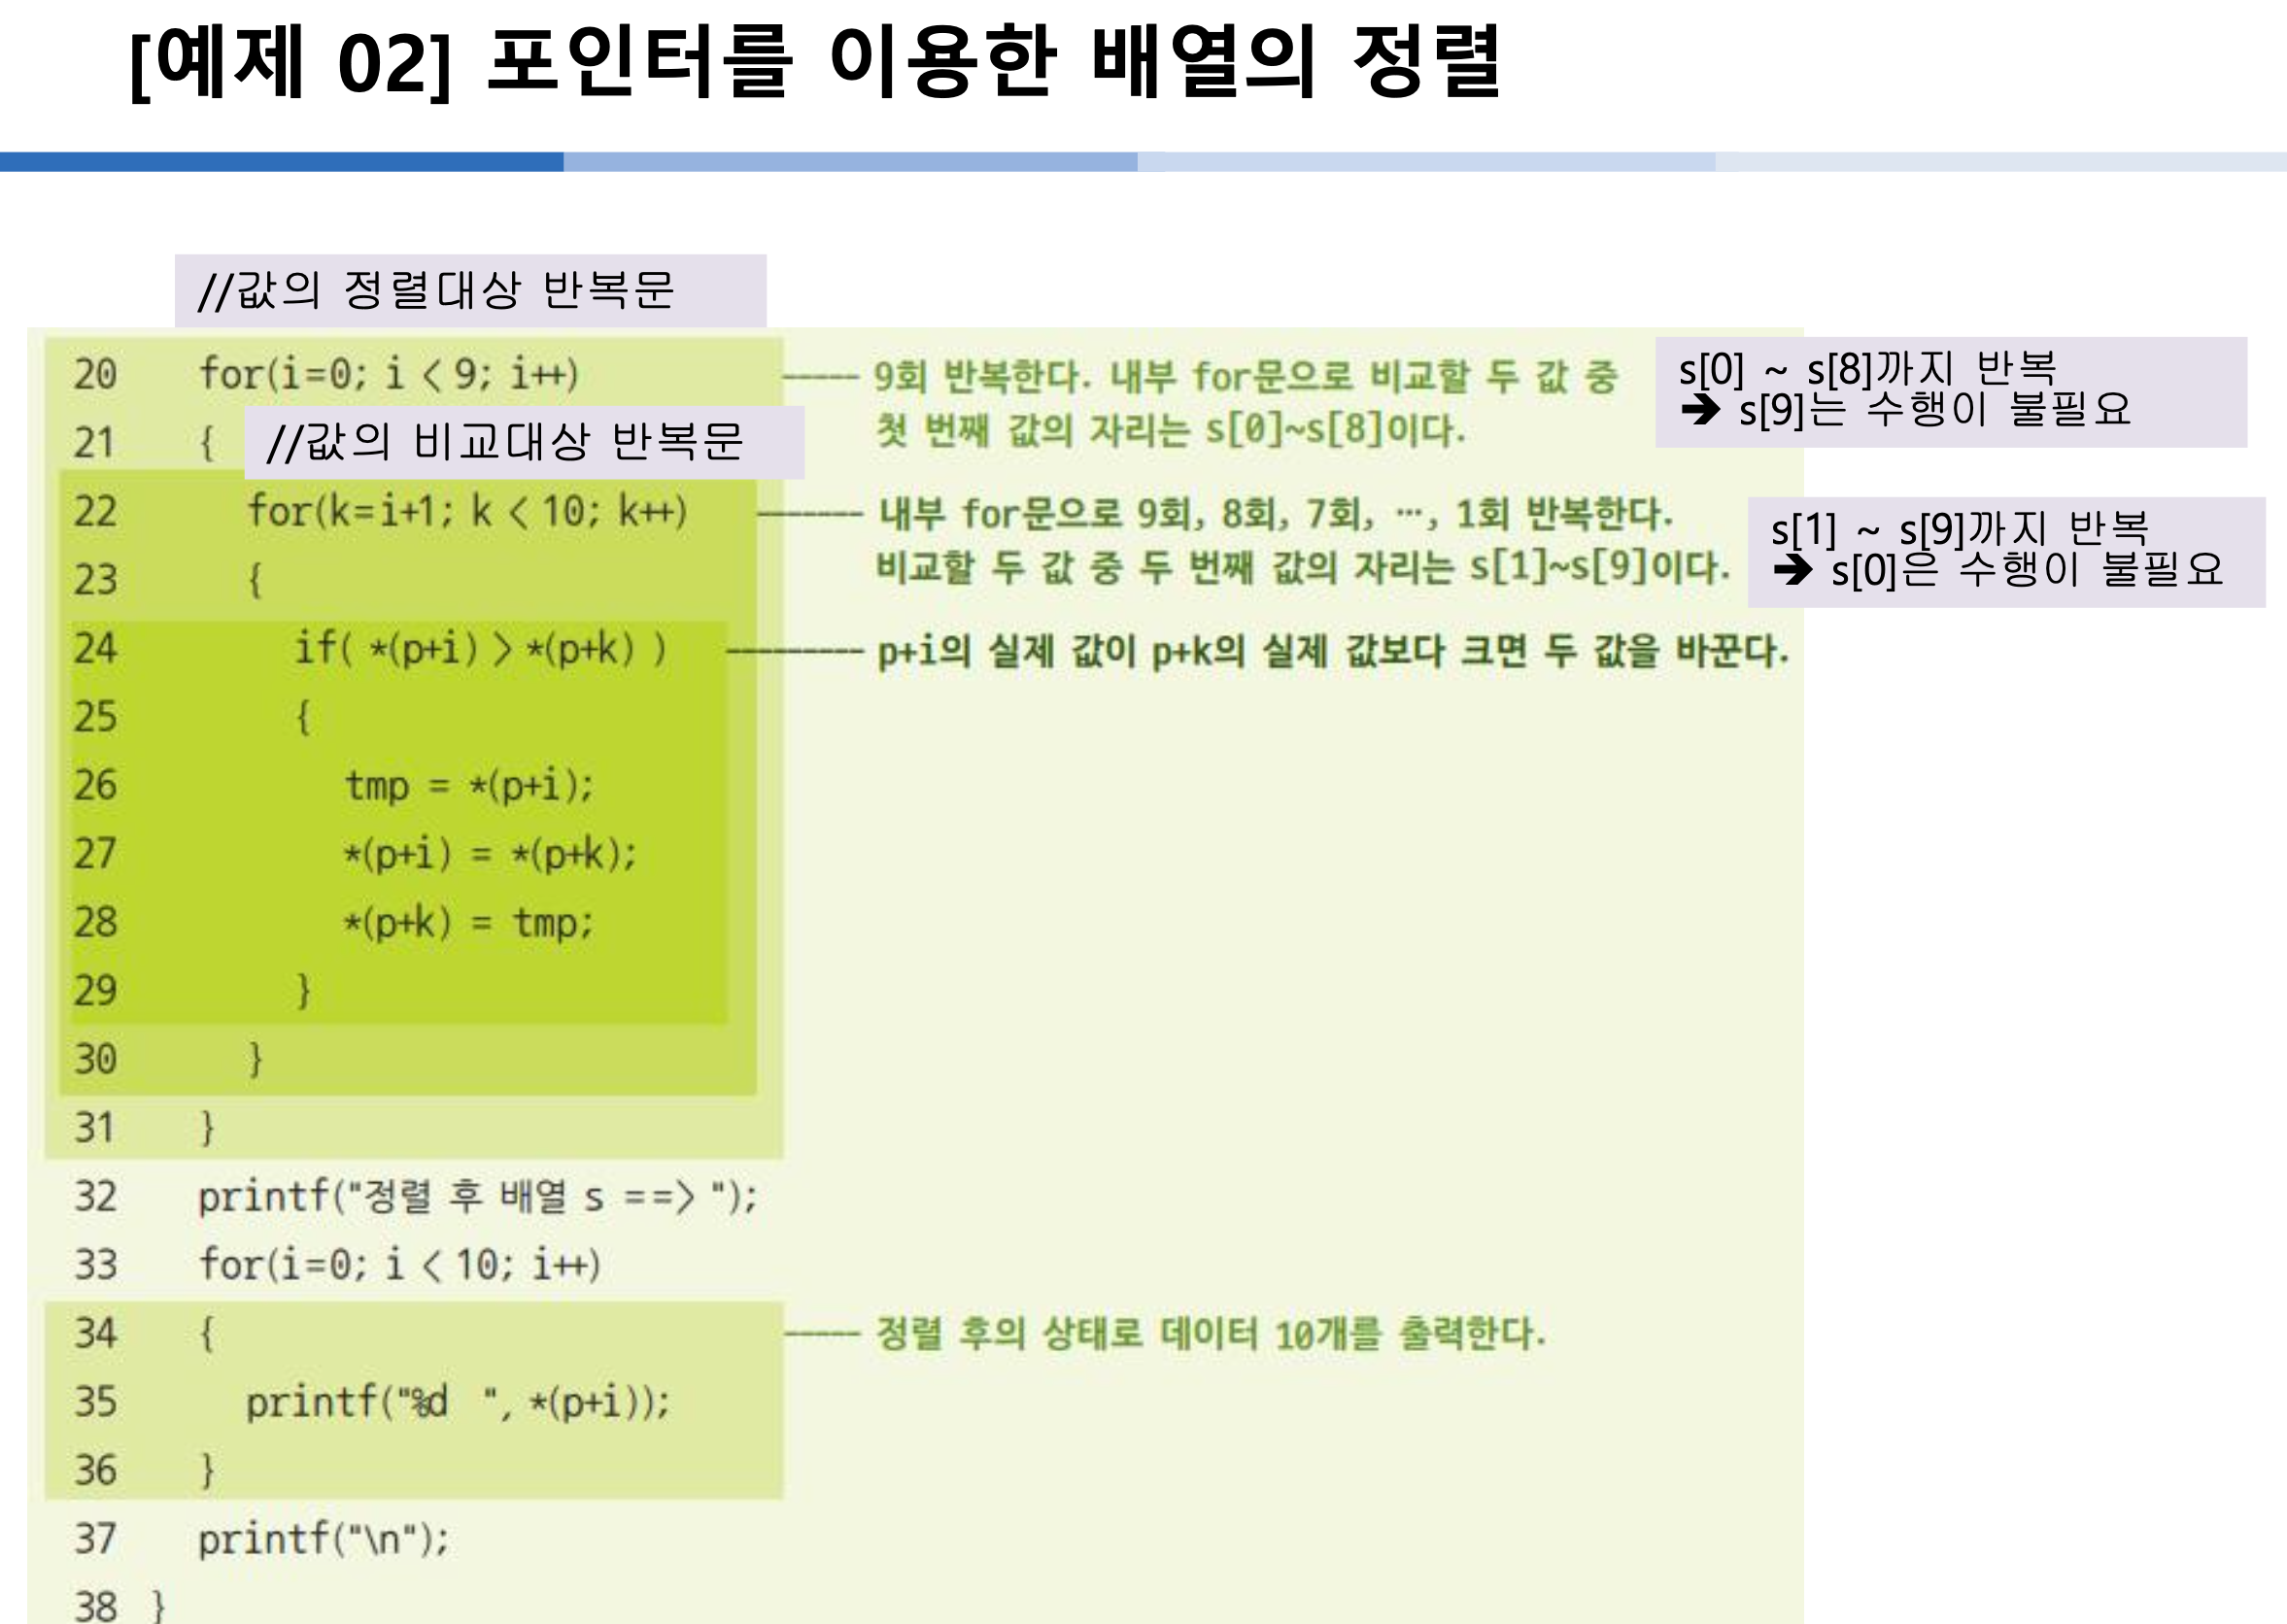 [예제 02] 포인터를 이용한 배열의 정렬
//값의 정렬대상 반복문
20 for(i=0; i < 9; i++)
9회 반복한다. 내부 for문으로 비교할 두 값 중
첫 번째 값의 자리는 s[0]~s[8]이다.
s[0] ~ s[8]까지 반복
➔ s[9]는 수행이 불필요
21 {
//값의 비교대상 반복문
22 for(k=i+1; k < 10; k++)
내부 for문으로 9회, 8회, 7회, …, 1회 반복한다.
비교할 두 값 중 두 번째 값의 자리는 s[1]~s[9]이다.
s[1] ~ s[9]까지 반복
➔ s[0]은 수행이 불필요
23 {
24 if( *(p+i) > *(p+k) )
p+i의 실제 값이 p+k의 실제 값보다 크면 두 값을 바꾼다.
25 {
26 tmp = *(p+i);
27 *(p+i) = *(p+k);
28 *(p+k) = tmp;
29 }
30 }
31 }
32 printf("정렬 후 배열 s ==> ");
33 for(i=0; i < 10; i++)
34 {
정렬 후의 상태로 데이터 10개를 출력한다.
35 printf("%d ", *(p+i));
36 }
37 printf("\n");
38 }